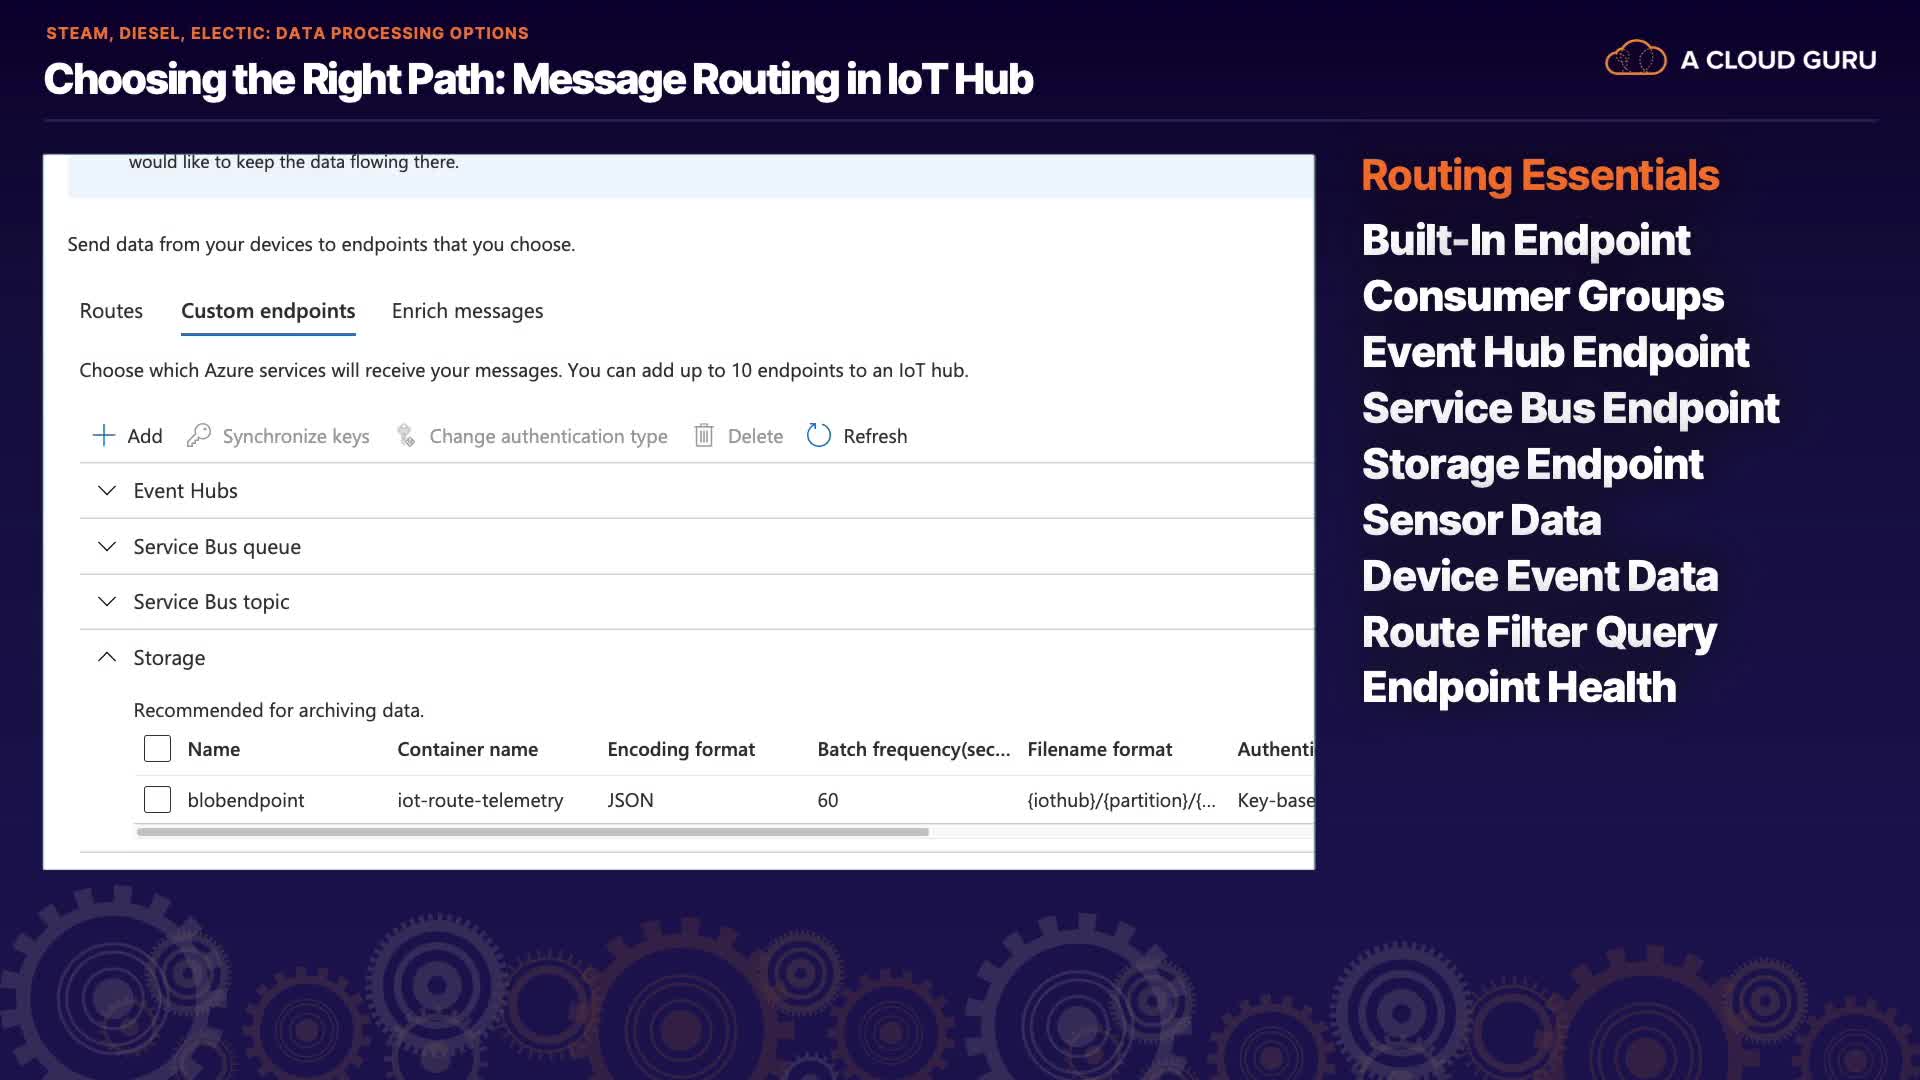 STEAM, DIESEL, ELECTIC: DATA PROCESSING OPTIONS
Choosing the Right Path: Message Routing in IoT Hub
A CLOUD GURU
would like to keep the data flowing there.
Send data from your devices to endpoints that you choose.
Routes Custom endpoints Enrich messages
Choose which Azure services will receive your messages. You can add up to 10 endpoints to an IoT hub.
Add Synchronize keys Change authentication type Delete Refresh
Event Hubs
Service Bus queue
Service Bus topic
Storage
Recommended for archiving data.
Name Container name Encoding format Batch frequency(sec... Filename format Authenti
blobendpoint iot-route-telemetry JSON 60 {iothub}/{partition}/{... Key-base
Routing Essentials
Built-In Endpoint
Consumer Groups
Event Hub Endpoint
Service Bus Endpoint
Storage Endpoint
Sensor Data
Device Event Data
Route Filter Query
Endpoint Health